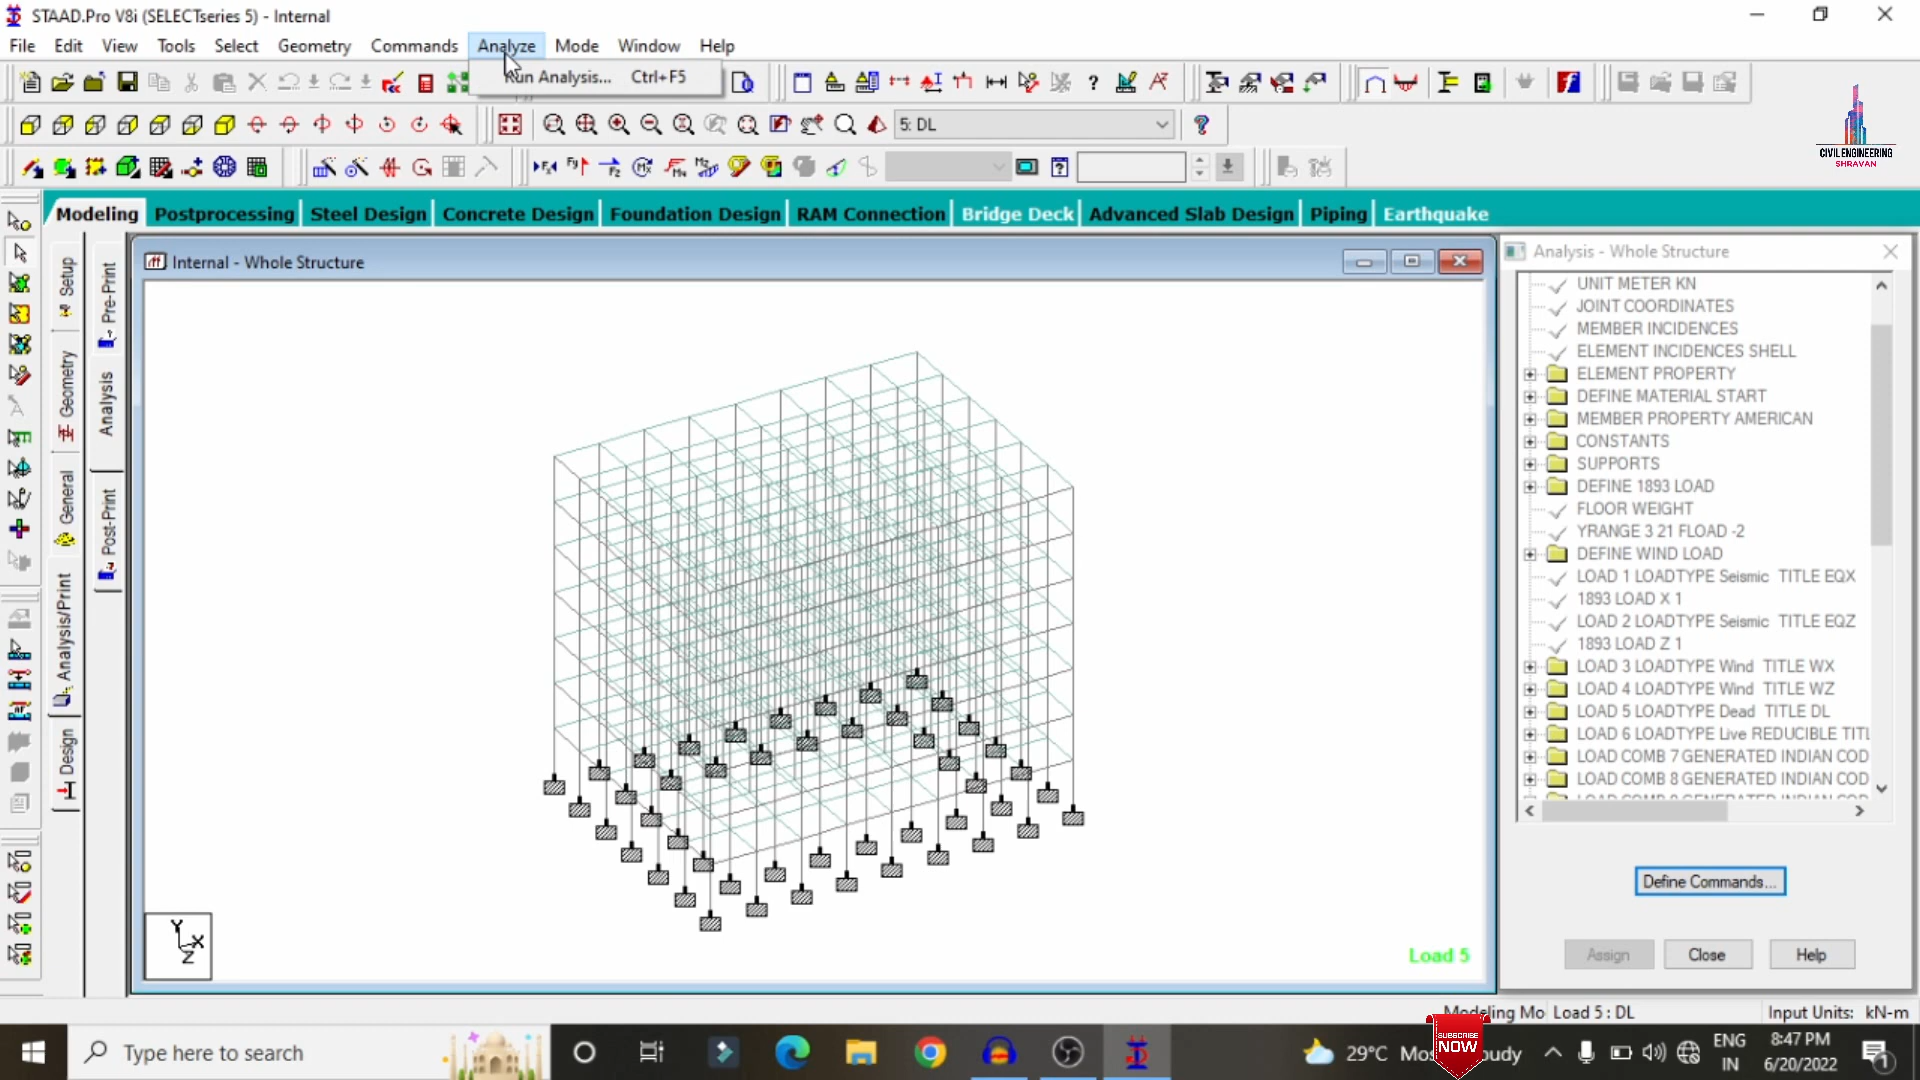 STAAD.Pro V8i (SELECTseries 5) - Internal
File Edit View Tools Select Geometry Commands Analyze Mode Window Help
Run Analysis... Ctrl+F5
5: DL
CIVIL ENGINEERING
SHRAVAN
Modeling Postprocessing Steel Design Concrete Design Foundation Design RAM Connection Bridge Deck Advanced Slab Design Piping Earthquake
Setup
Geometry
General
Analysis/Print
Design
Pre-Print
Analysis
Post-Print
Internal - Whole Structure
Y
X
Z
Load 5
Analysis - Whole Structure
UNIT METER KN
JOINT COORDINATES
MEMBER INCIDENCES
ELEMENT INCIDENCES SHELL
ELEMENT PROPERTY
DEFINE MATERIAL START
MEMBER PROPERTY AMERICAN
CONSTANTS
SUPPORTS
DEFINE 1893 LOAD
FLOOR WEIGHT
YRANGE 3 21 FLOAD -2
DEFINE WIND LOAD
LOAD 1 LOADTYPE Seismic TITLE EQX
1893 LOAD X 1
LOAD 2 LOADTYPE Seismic TITLE EQZ
1893 LOAD Z 1
LOAD 3 LOADTYPE Wind TITLE WX
LOAD 4 LOADTYPE Wind TITLE WZ
LOAD 5 LOADTYPE Dead TITLE DL
LOAD 6 LOADTYPE Live REDUCIBLE TITL
LOAD COMB 7 GENERATED INDIAN COD
LOAD COMB 8 GENERATED INDIAN COD
Define Commands...
Assign Close Help
Modeling Mo Load 5 : DL Input Units: kN-m
Type here to search
29°C
SUBSCRIBE
NOW
ENG
IN
8:47 PM
6/20/2022
1